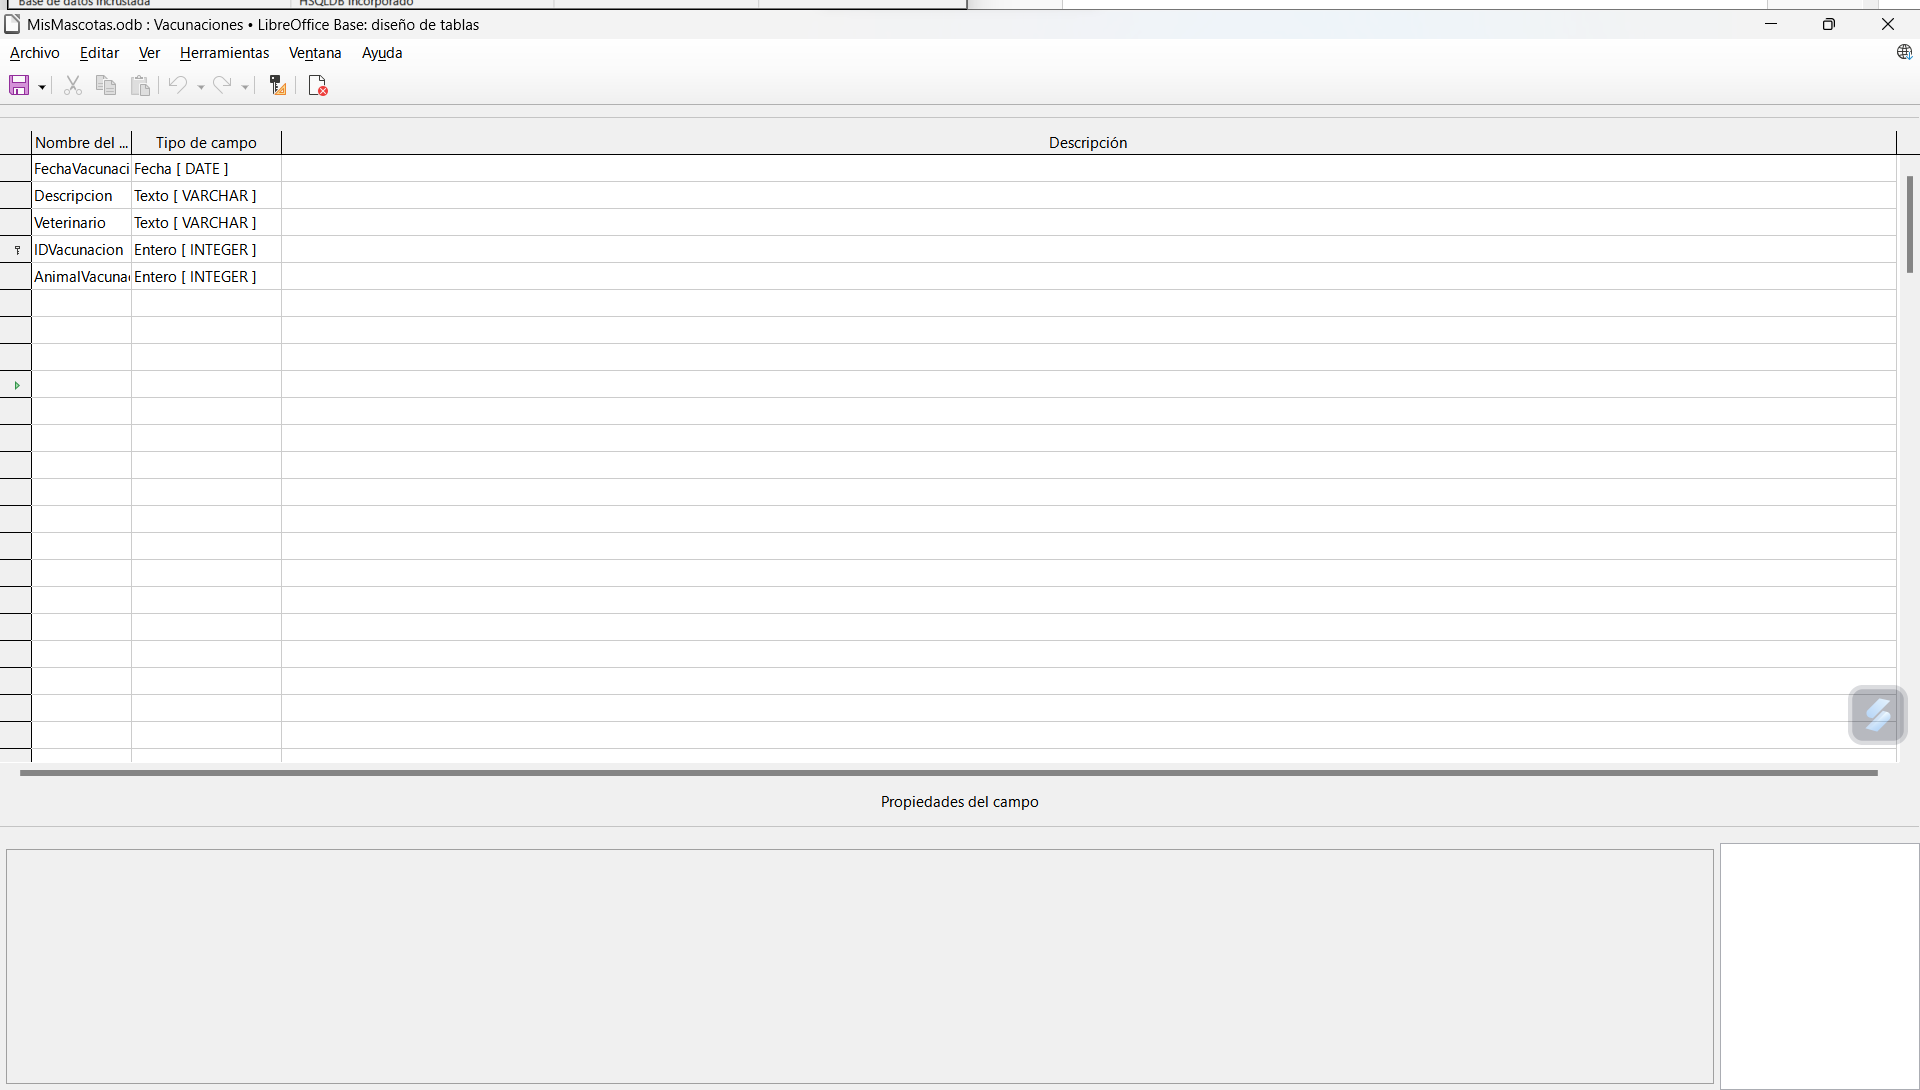 Base de datos incrustada HSQLDB incorporado
MisMascotas.odb : Vacunaciones • LibreOffice Base: diseño de tablas
Archivo Editar Ver Herramientas Ventana Ayuda
Nombre del ... Tipo de campo Descripción
FechaVacunaci Fecha [ DATE ]
Descripcion Texto [ VARCHAR ]
Veterinario Texto [ VARCHAR ]
IDVacunacion Entero [ INTEGER ]
AnimalVacuna Entero [ INTEGER ]
Propiedades del campo